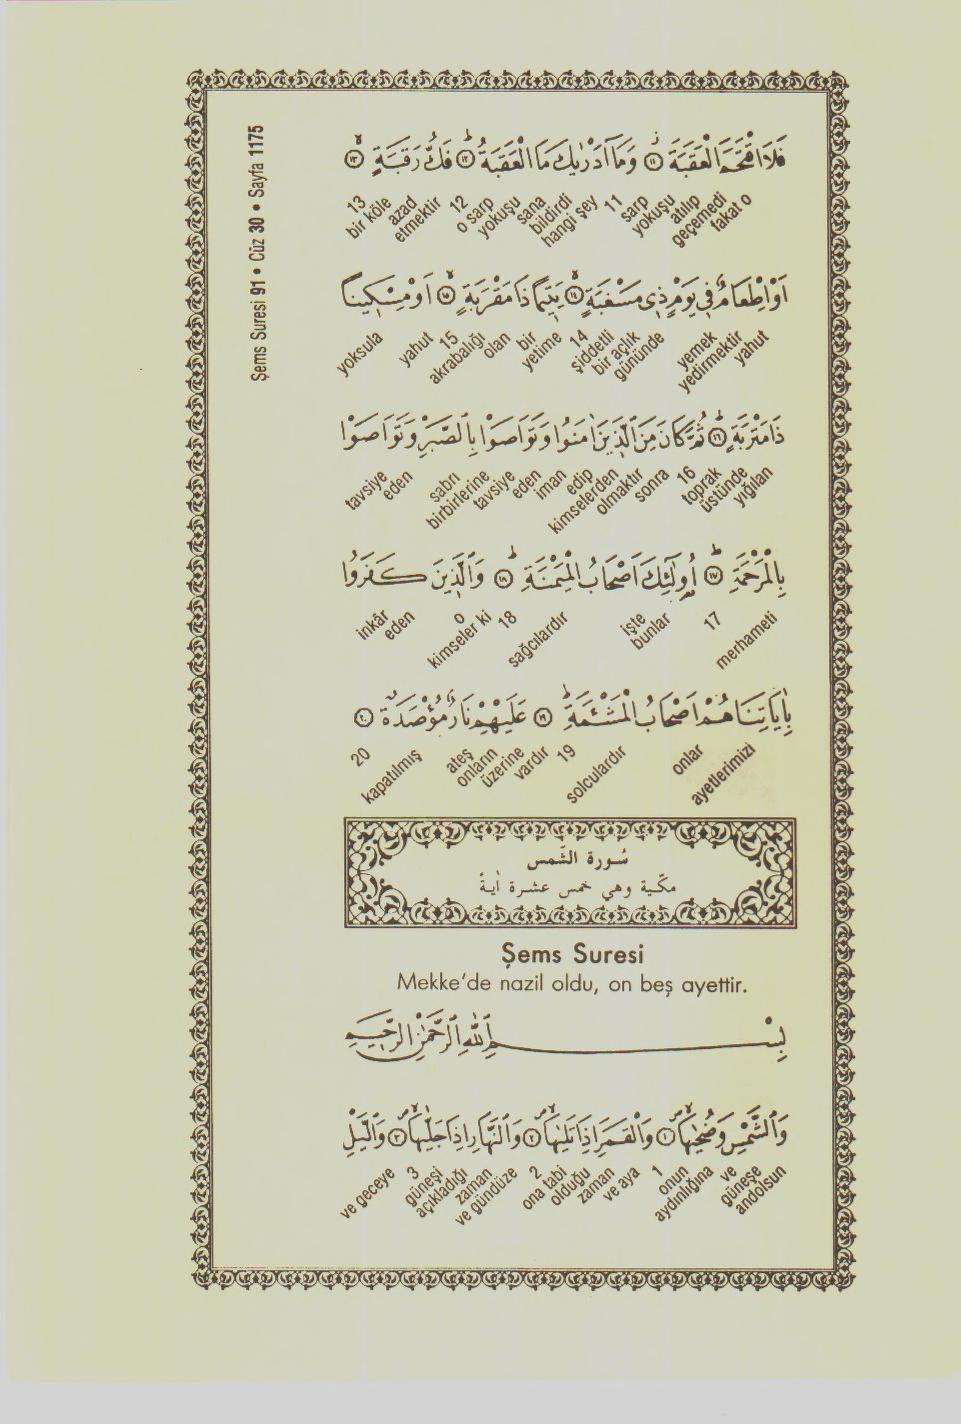 Şems Suresi 91 • Cüz 30 • Sayfa 1175
فَلَا اقْتَحَمَ الْعَقَبَةَ ﴿١١﴾ وَمَٓا اَدْرٰيكَ مَا الْعَقَبَةُ ﴿١٢﴾ فَكُّ رَقَبَةٍ ﴿١٣﴾
fakat o atılıp geçemedi sarp yokuşu 11 hangi şey sana bildirdi o sarp yokuşu 12 azad etmektir bir köle 13
اَوْ اِطْعَامٌ فٖي يَوْمٍ ذٖي مَسْغَبَةٍ ﴿١٤﴾ يَتٖيمًا ذَا مَقْرَبَةٍ ﴿١٥﴾ اَوْ مِسْكٖينًا
yahut yemek yedirmektir gününde bir açlık şiddetli 14 bir yetime olan akrabalığı 15 yahut yoksula
ذَا مَتْرَبَةٍ ﴿١٦﴾ ثُمَّ كَانَ مِنَ الَّذٖينَ اٰمَنُوا وَتَوَاصَوْا بِالصَّبْرِ وَتَوَاصَوْا
yığılan üstünde toprak 16 sonra olmaktır kimselerden edip iman eden tavsiye birbirlerine sabrı eden tavsiye
بِالْمَرْحَمَةِ ﴿١٧﴾ اُو۬لٰٓئِكَ اَصْحَابُ الْمَيْمَنَةِ ﴿١٨﴾ وَالَّذٖينَ كَفَرُوا
merhameti 17 işte bunlar sağcılardır 18 o kimseler ki inkâr eden
بِاٰيَاتِنَا هُمْ اَصْحَابُ الْمَشْـَٔمَةِ ﴿١٩﴾ عَلَيْهِمْ نَارٌ مُؤْصَدَةٌ ﴿٢٠﴾
ayetlerimizi onlar solculardır 19 vardır onların üzerine ateş kapatılmış 20
سُورة الشّمس
مكّية وهي خمس عشرة اٰية
Şems Suresi
Mekke'de nazil oldu, on beş ayettir.
بِسْمِ اللّٰهِ الرَّحْمٰنِ الرَّحٖيمِ
وَالشَّمْسِ وَضُحٰيهَا ﴿١﴾ وَالْقَمَرِ اِذَا تَلٰيهَا ﴿٢﴾ وَالنَّهَارِ اِذَا جَلّٰيهَا ﴿٣﴾ وَالَّيْلِ
andolsun güneşe ve aydınlığına onun 1 ve aya zaman olduğu ona tabi 2 ve gündüze zaman açıkladığı güneşi 3 ve geceye